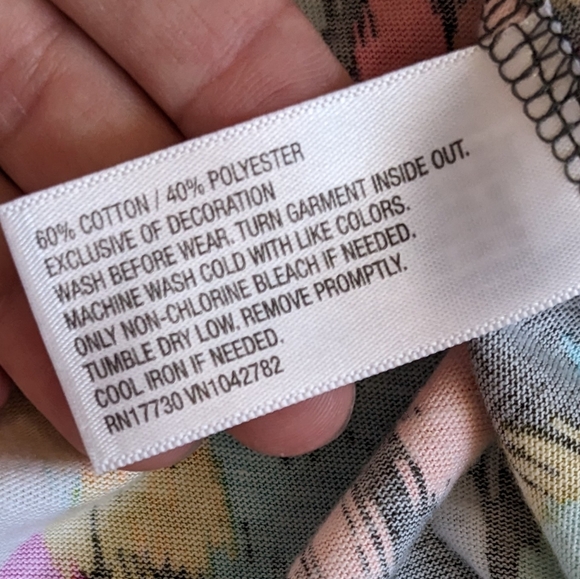 60% COTTON / 40% POLYESTER
EXCLUSIVE OF DECORATION
WASH BEFORE WEAR. TURN GARMENT INSIDE OUT.
MACHINE WASH COLD WITH LIKE COLORS.
ONLY NON-CHLORINE BLEACH IF NEEDED.
TUMBLE DRY LOW. REMOVE PROMPTLY.
COOL IRON IF NEEDED.
RN17730 VN1042782